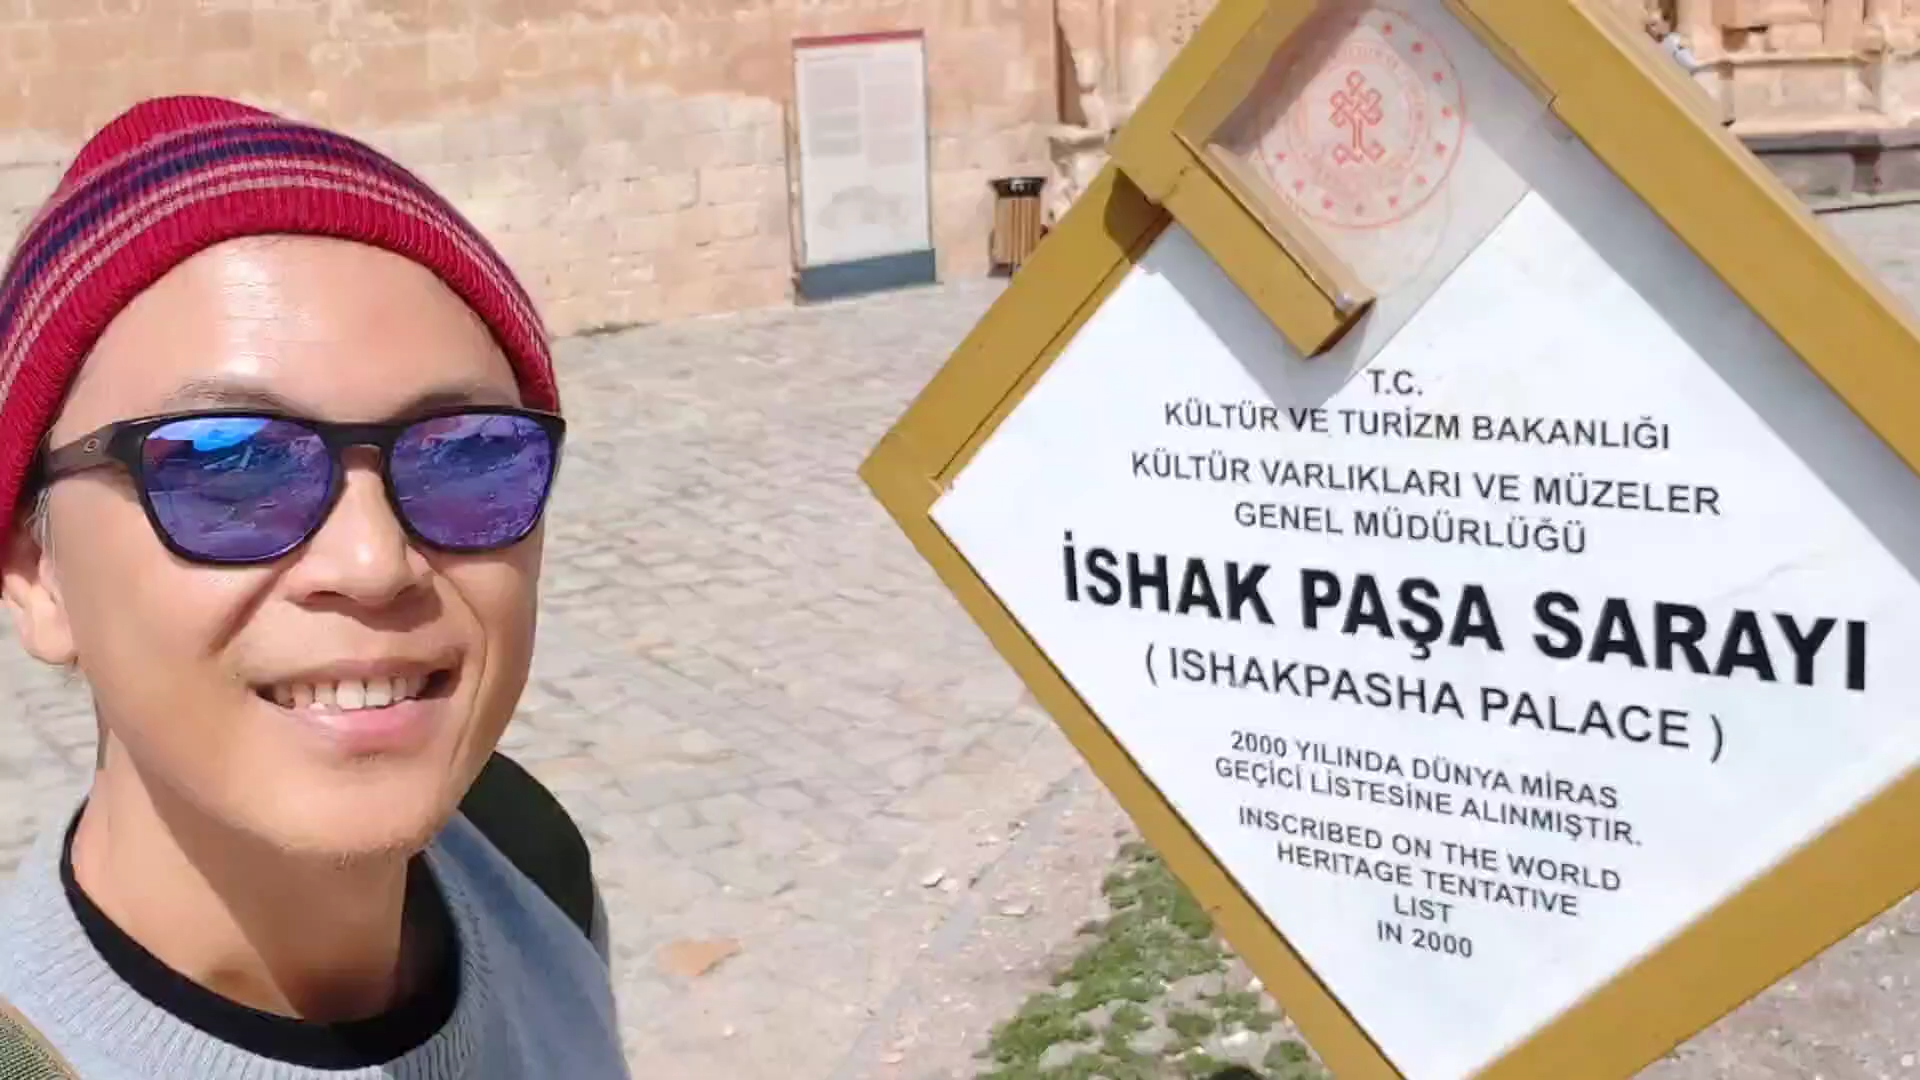 T.C.
KÜLTÜR VE TURİZM BAKANLIĞI
KÜLTÜR VARLIKLARI VE MÜZELER
GENEL MÜDÜRLÜĞÜ
İSHAK PAŞA SARAYI
( ISHAKPASHA PALACE )
2000 YILINDA DÜNYA MİRAS
GEÇİCİ LİSTESİNE ALINMIŞTIR.
INSCRIBED ON THE WORLD
HERITAGE TENTATIVE
LIST
IN 2000